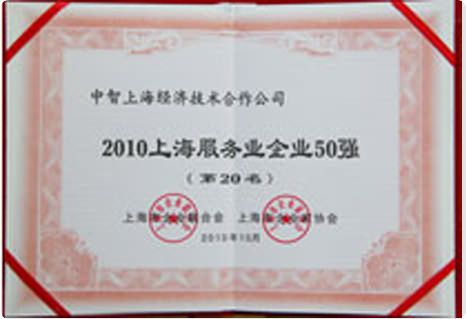 中智上海经济技术合作公司
2010上海服务业企业50强
（第20名）
上海 联合会 上海 协会
2010年10月